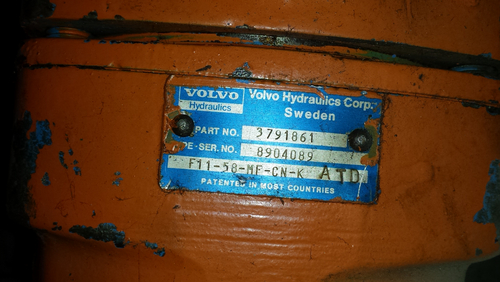 VOLVO
Hydraulics
Volvo Hydraulics Corp.
Sweden
PART NO. 3791861
PE - SER. NO. 8904089
F11-58-MF-CN-K ATD
PATENTED IN MOST COUNTRIES